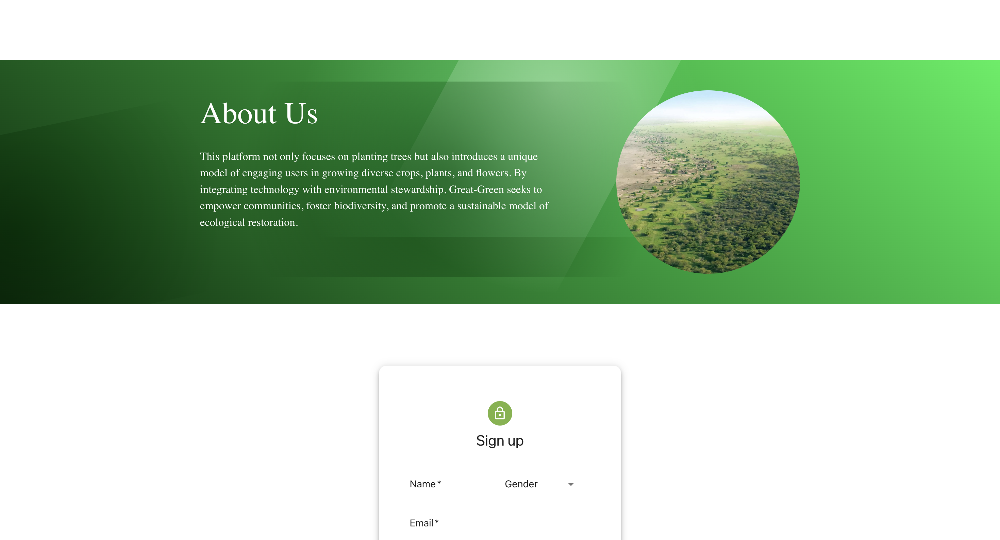 About Us
This platform not only focuses on planting trees but also introduces a unique
model of engaging users in growing diverse crops, plants, and flowers. By
integrating technology with environmental stewardship, Great-Green seeks to
empower communities, foster biodiversity, and promote a sustainable model of
ecological restoration.
Sign up
Name * Gender
Email *